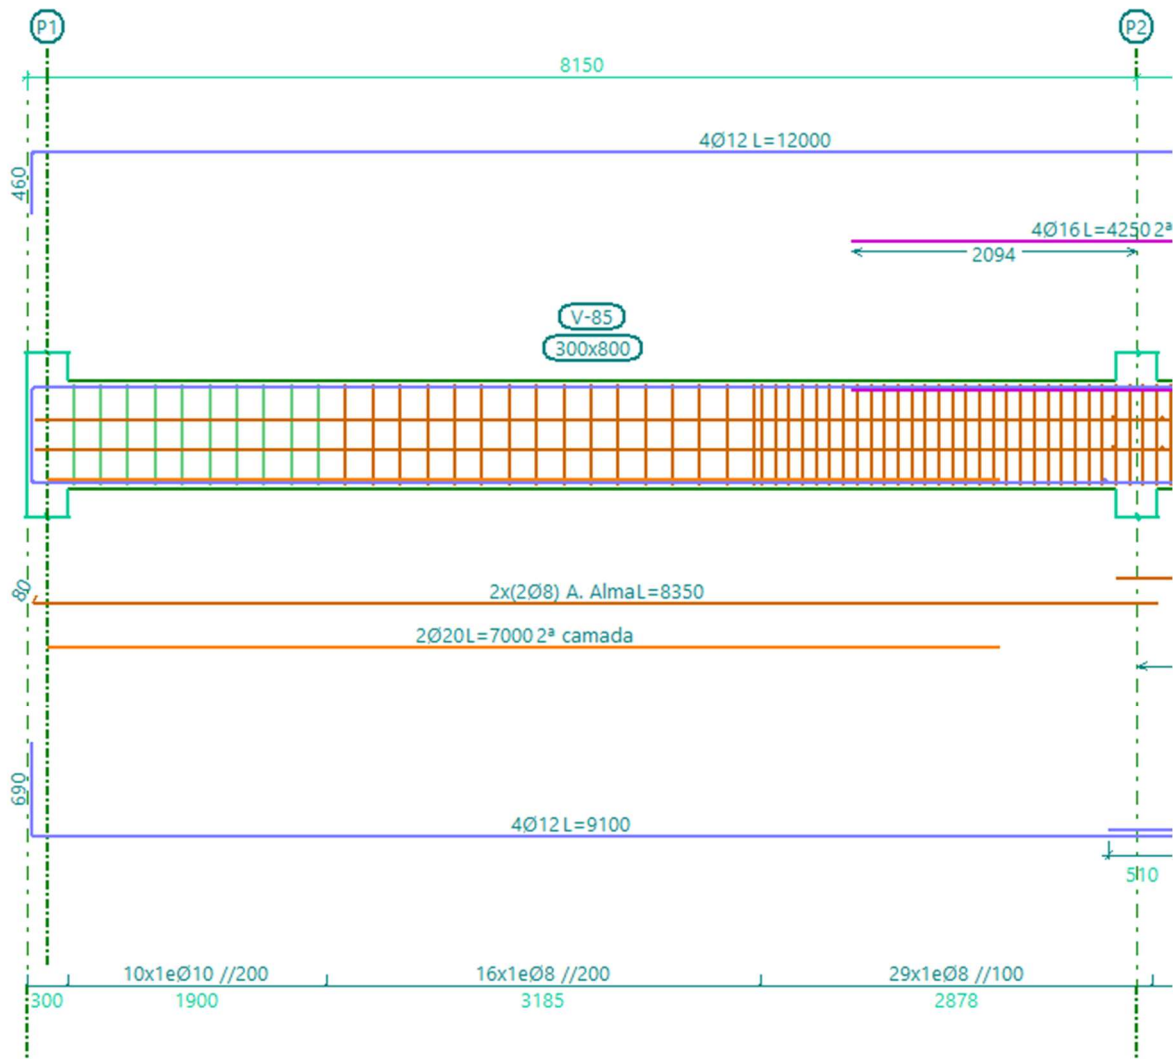 P1
P2
8150
4Ø12 L=12000
460
4Ø16 L=4250 2ª
2094
V-85
300x800
80
2x(2Ø8) A. AlmaL=8350
2Ø20L=7000 2ª camada
690
4Ø12 L=9100
510
10x1eØ10 //200
16x1eØ8 //200
29x1eØ8 //100
300
1900
3185
2878